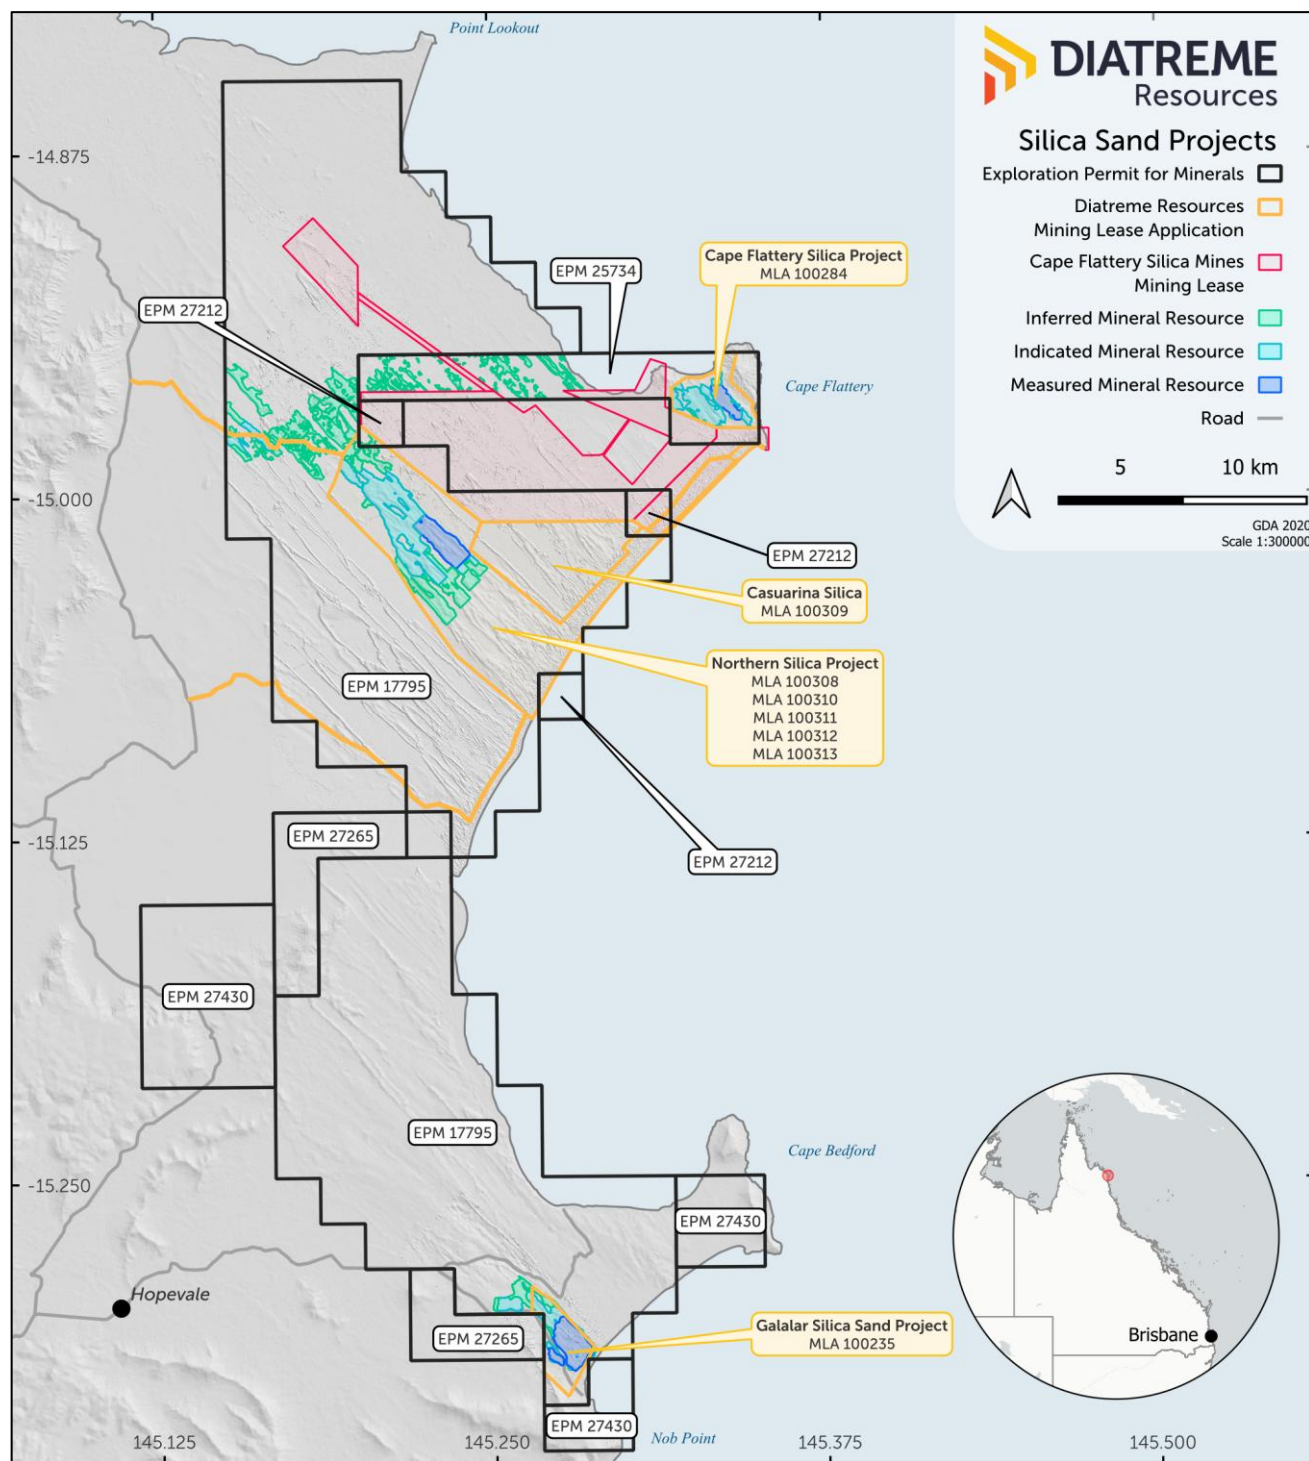 Point Lookout
DIATREME
Resources
Silica Sand Projects
Exploration Permit for Minerals
Diatreme Resources
Mining Lease Application
Cape Flattery Silica Mines
Mining Lease
Inferred Mineral Resource
Indicated Mineral Resource
Measured Mineral Resource
Road
5 10 km
GDA 2020
Scale 1:300000
-14.875
Cape Flattery Silica Project
MLA 100284
EPM 25734
EPM 27212
Cape Flattery
-15.000
EPM 27212
Casuarina Silica
MLA 100309
Northern Silica Project
MLA 100308
MLA 100310
MLA 100311
MLA 100312
MLA 100313
EPM 17795
-15.125
EPM 27265
EPM 27212
EPM 27430
EPM 17795
Cape Bedford
-15.250
EPM 27430
Hopevale
EPM 27265
Galalar Silica Sand Project
MLA 100235
Brisbane
EPM 27430
Nob Point
145.125
145.250
145.375
145.500